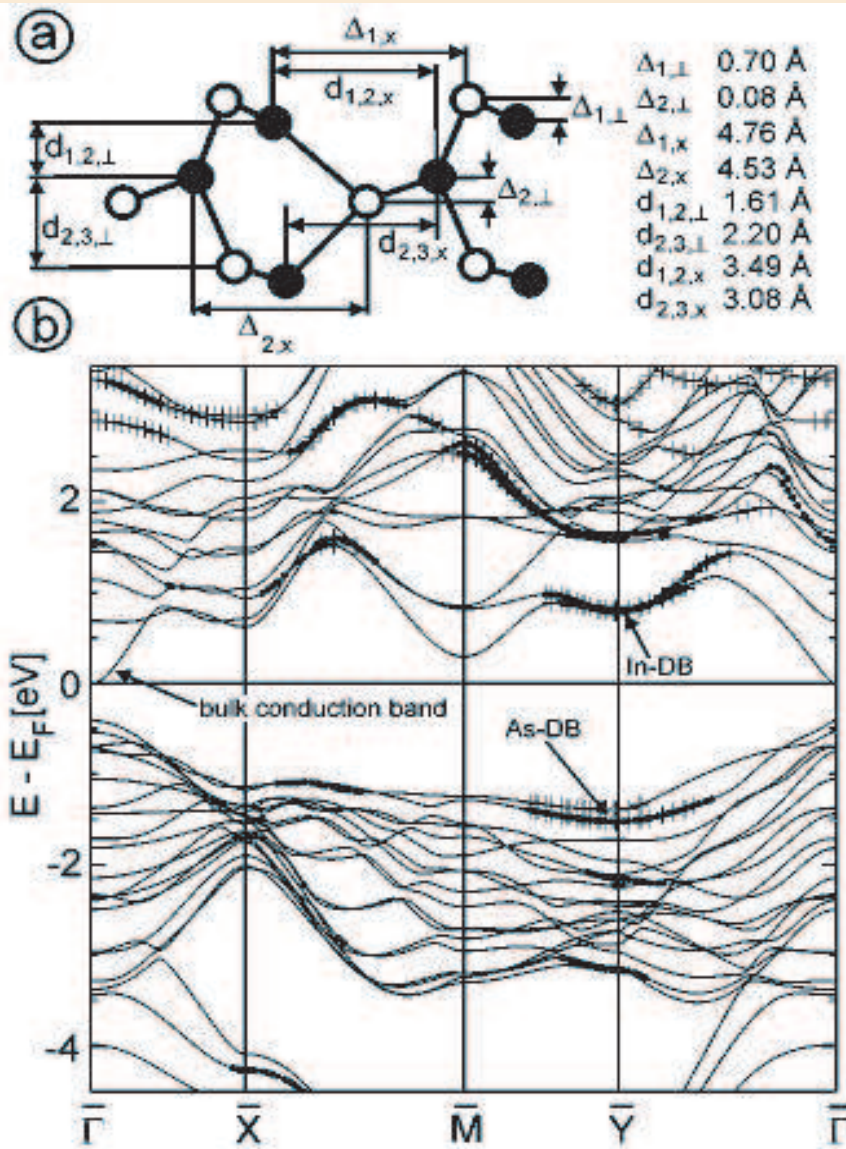 a
Δ1,x
d1,2,x
Δ1,⊥
d1,2,⊥
Δ2,⊥
d2,3,⊥
d2,3,x
Δ2,x
Δ1,⊥ 0.70 Å
Δ2,⊥ 0.08 Å
Δ1,x 4.76 Å
Δ2,x 4.53 Å
d1,2,⊥ 1.61 Å
d2,3,⊥ 2.20 Å
d1,2,x 3.49 Å
d2,3,x 3.08 Å
b
E - EF [eV]
2
0
-2
-4
In-DB
bulk conduction band
As-DB
Γ̅ X̅ M̅ Y̅ Γ̅